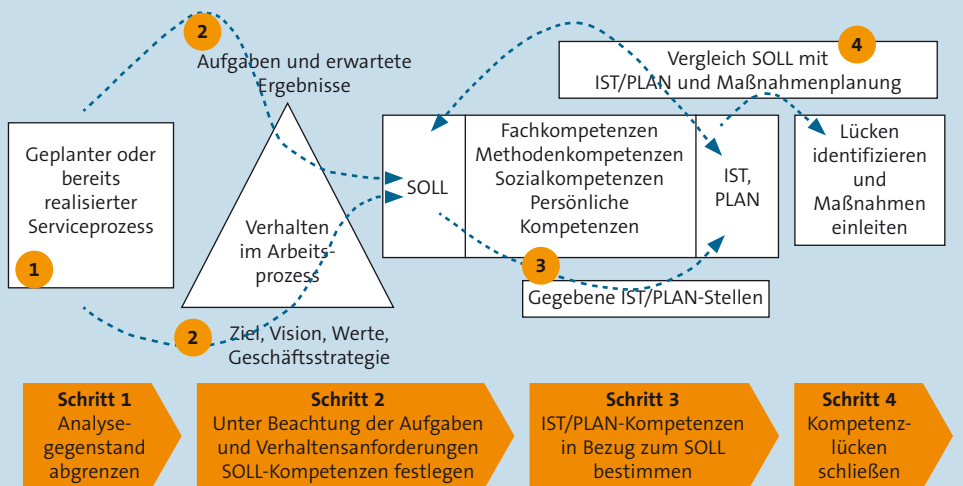 2
Aufgaben und erwartete
Ergebnisse
4
Vergleich SOLL mit
IST/PLAN und Maßnahmenplanung
Geplanter oder
bereits
realisierter
Serviceprozess
1
Verhalten
im Arbeits-
prozess
SOLL
Fachkompetenzen
Methodenkompetenzen
Sozialkompetenzen
Persönliche
Kompetenzen
IST,
PLAN
Lücken
identifizieren
und
Maßnahmen
einleiten
3
Gegebene IST/PLAN-Stellen
2
Ziel, Vision, Werte,
Geschäftsstrategie
Schritt 1
Analyse-
gegenstand
abgrenzen
Schritt 2
Unter Beachtung der Aufgaben
und Verhaltensanforderungen
SOLL-Kompetenzen festlegen
Schritt 3
IST/PLAN-Kompetenzen
in Bezug zum SOLL
bestimmen
Schritt 4
Kompetenz-
lücken
schließen